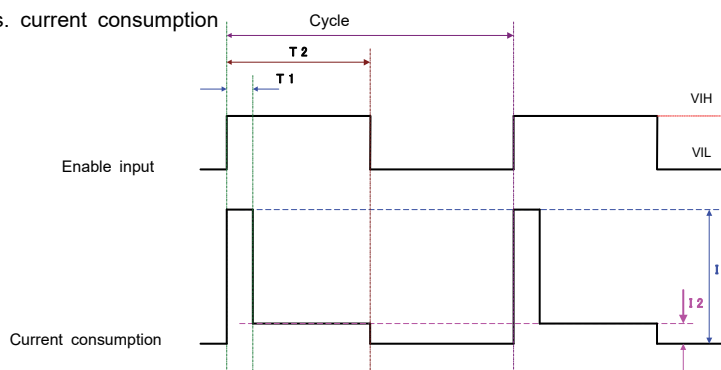 s. current consumption
Cycle
T 2
T 1
VIH
VIL
Enable input
I
I 2
Current consumption